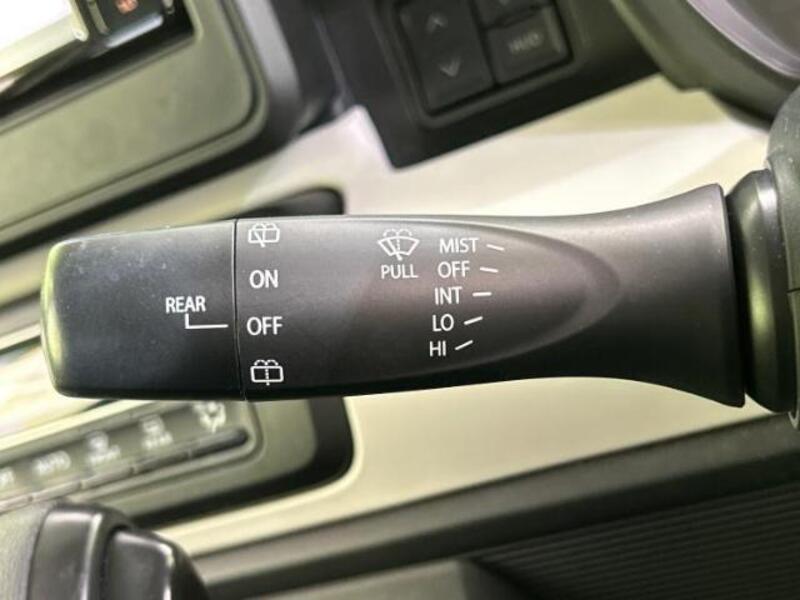 MIST
OFF
PULL
INT
LO
HI
ON
REAR
OFF